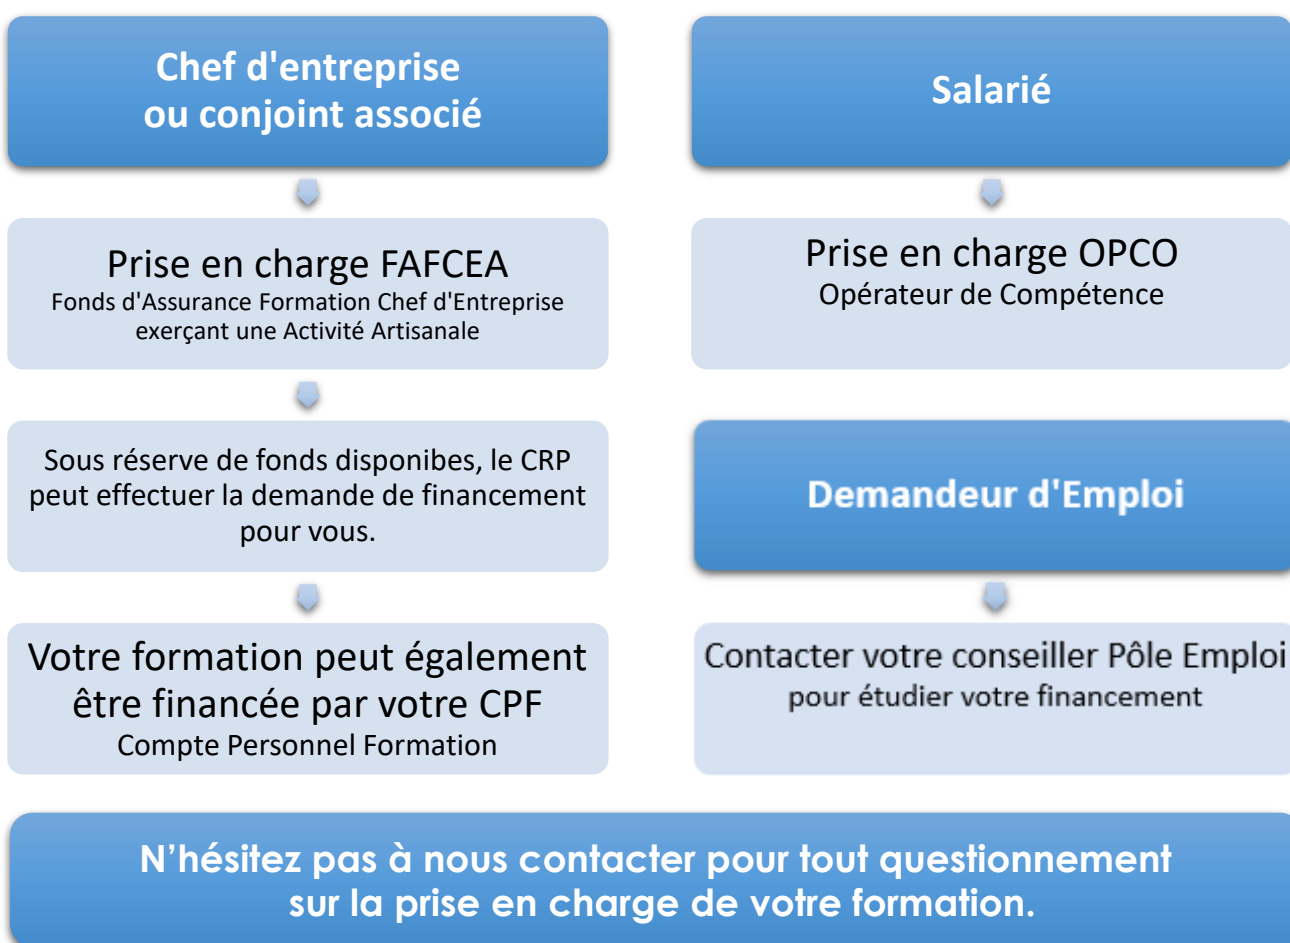 Chef d'entreprise
ou conjoint associé
Prise en charge FAFCEA
Fonds d'Assurance Formation Chef d'Entreprise
exerçant une Activité Artisanale
Sous réserve de fonds disponibes, le CRP
peut effectuer la demande de financement
pour vous.
Votre formation peut également
être financée par votre CPF
Compte Personnel Formation
Salarié
Prise en charge OPCO
Opérateur de Compétence
Demandeur d'Emploi
Contacter votre conseiller Pôle Emploi
pour étudier votre financement
N’hésitez pas à nous contacter pour tout questionnement
sur la prise en charge de votre formation.